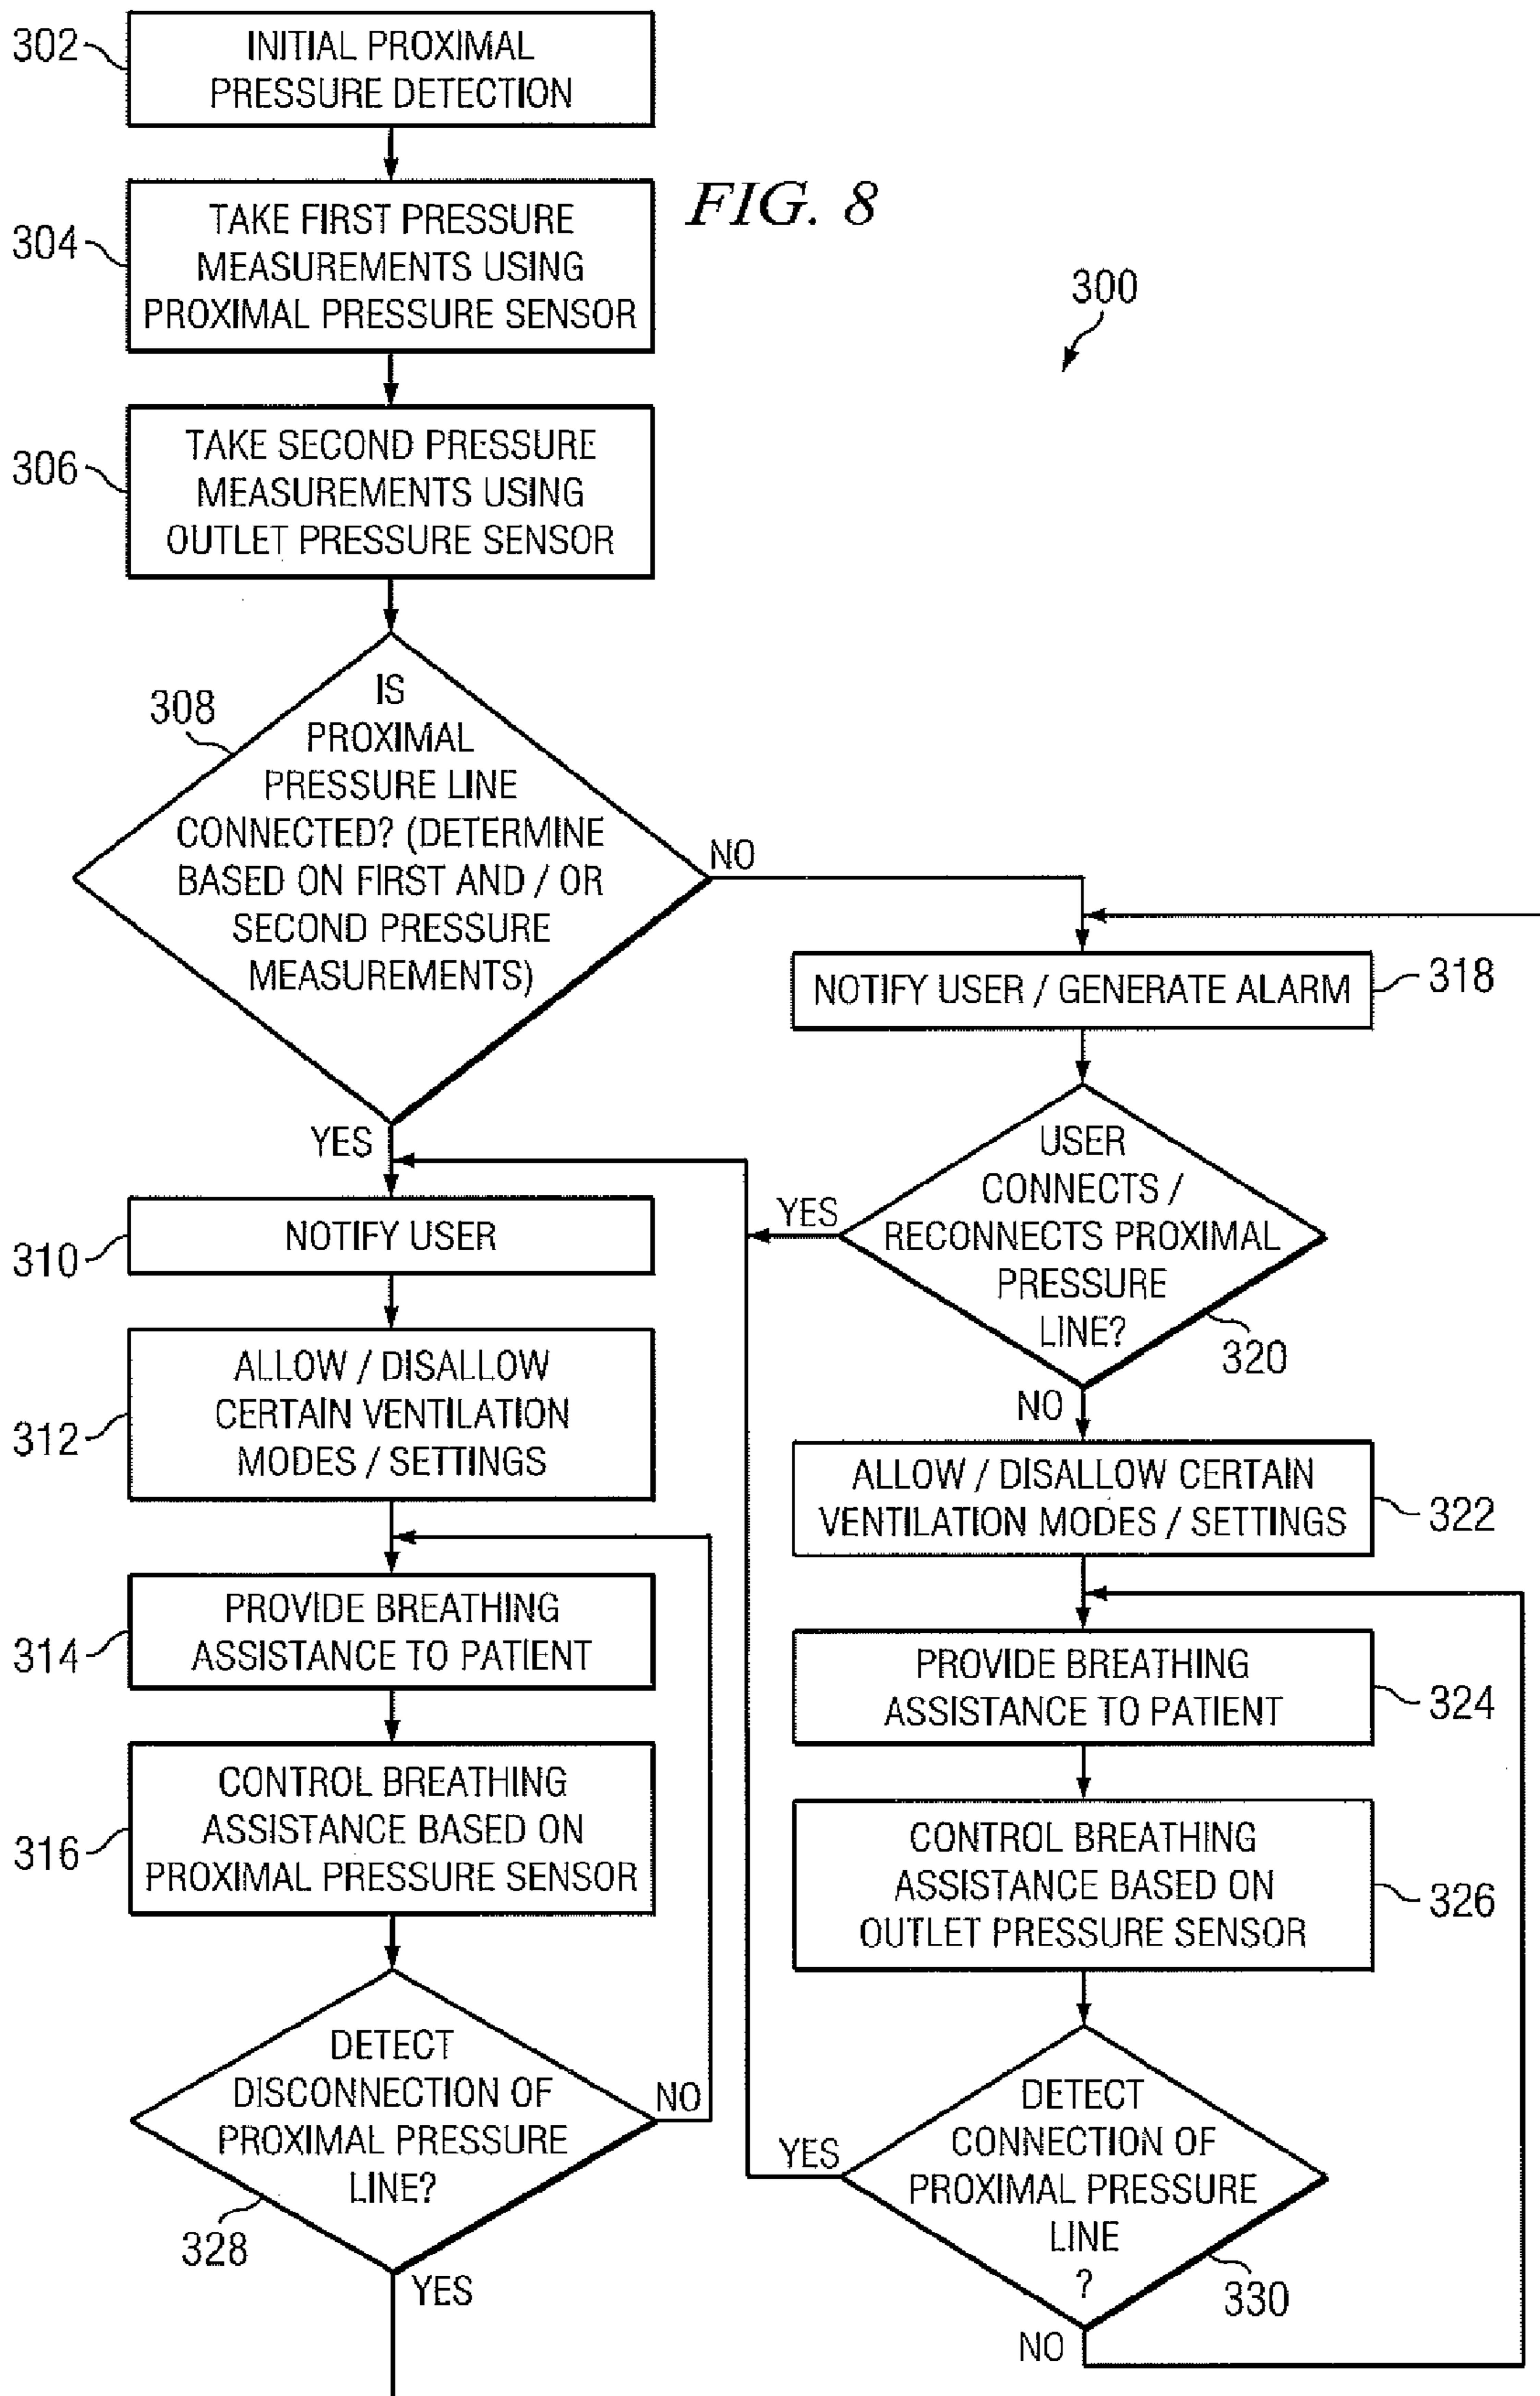 302
INITIAL PROXIMAL
PRESSURE DETECTION
304
TAKE FIRST PRESSURE
MEASUREMENTS USING
PROXIMAL PRESSURE SENSOR
FIG. 8
300
306
TAKE SECOND PRESSURE
MEASUREMENTS USING
OUTLET PRESSURE SENSOR
308
IS
PROXIMAL
PRESSURE LINE
CONNECTED? (DETERMINE
BASED ON FIRST AND / OR
SECOND PRESSURE
MEASUREMENTS)
NO
YES
310
NOTIFY USER
312
ALLOW / DISALLOW
CERTAIN VENTILATION
MODES / SETTINGS
314
PROVIDE BREATHING
ASSISTANCE TO PATIENT
316
CONTROL BREATHING
ASSISTANCE BASED ON
PROXIMAL PRESSURE SENSOR
DETECT
DISCONNECTION OF
PROXIMAL PRESSURE
LINE?
NO
328
YES
NOTIFY USER / GENERATE ALARM
318
USER
CONNECTS /
RECONNECTS PROXIMAL
PRESSURE
LINE?
YES
320
NO
ALLOW / DISALLOW CERTAIN
VENTILATION MODES / SETTINGS
322
PROVIDE BREATHING
ASSISTANCE TO PATIENT
324
CONTROL BREATHING
ASSISTANCE BASED ON
OUTLET PRESSURE SENSOR
326
DETECT
CONNECTION OF
PROXIMAL PRESSURE
LINE
?
YES
330
NO